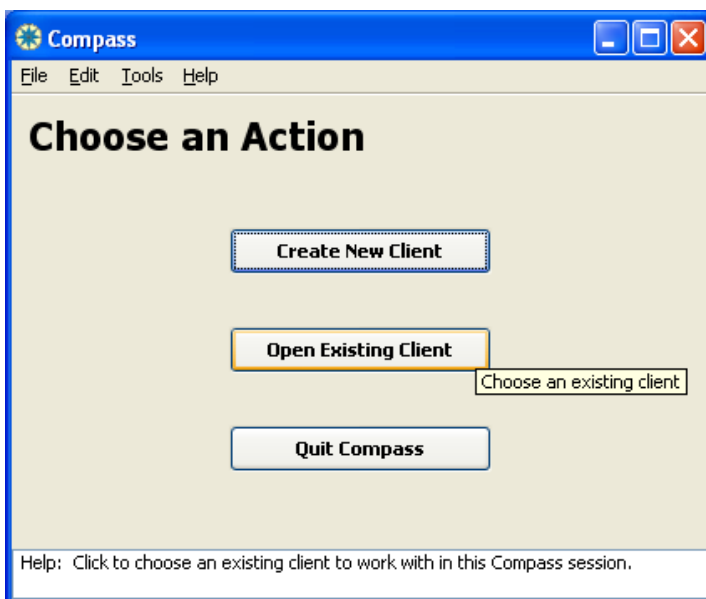 Compass
File Edit Tools Help
Choose an Action
Create New Client
Open Existing Client
Choose an existing client
Quit Compass
Help: Click to choose an existing client to work with in this Compass session.